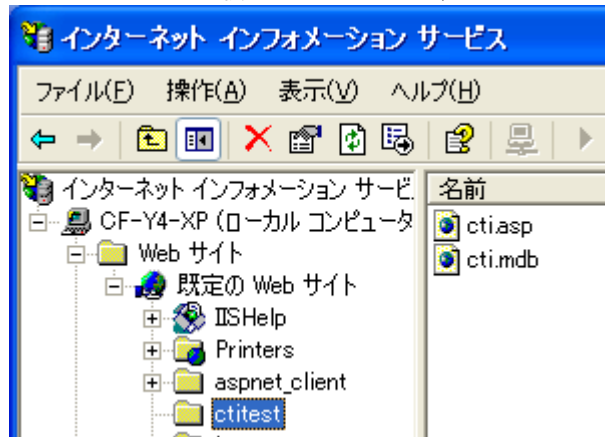 インターネット インフォメーション サービス
ファイル(F) 操作(A) 表示(V) ヘルプ(H)
インターネット インフォメーション サービ
CF-Y4-XP (ローカル コンピュータ
Web サイト
既定の Web サイト
IISHelp
Printers
aspnet_client
ctitest
名前
cti.asp
cti.mdb